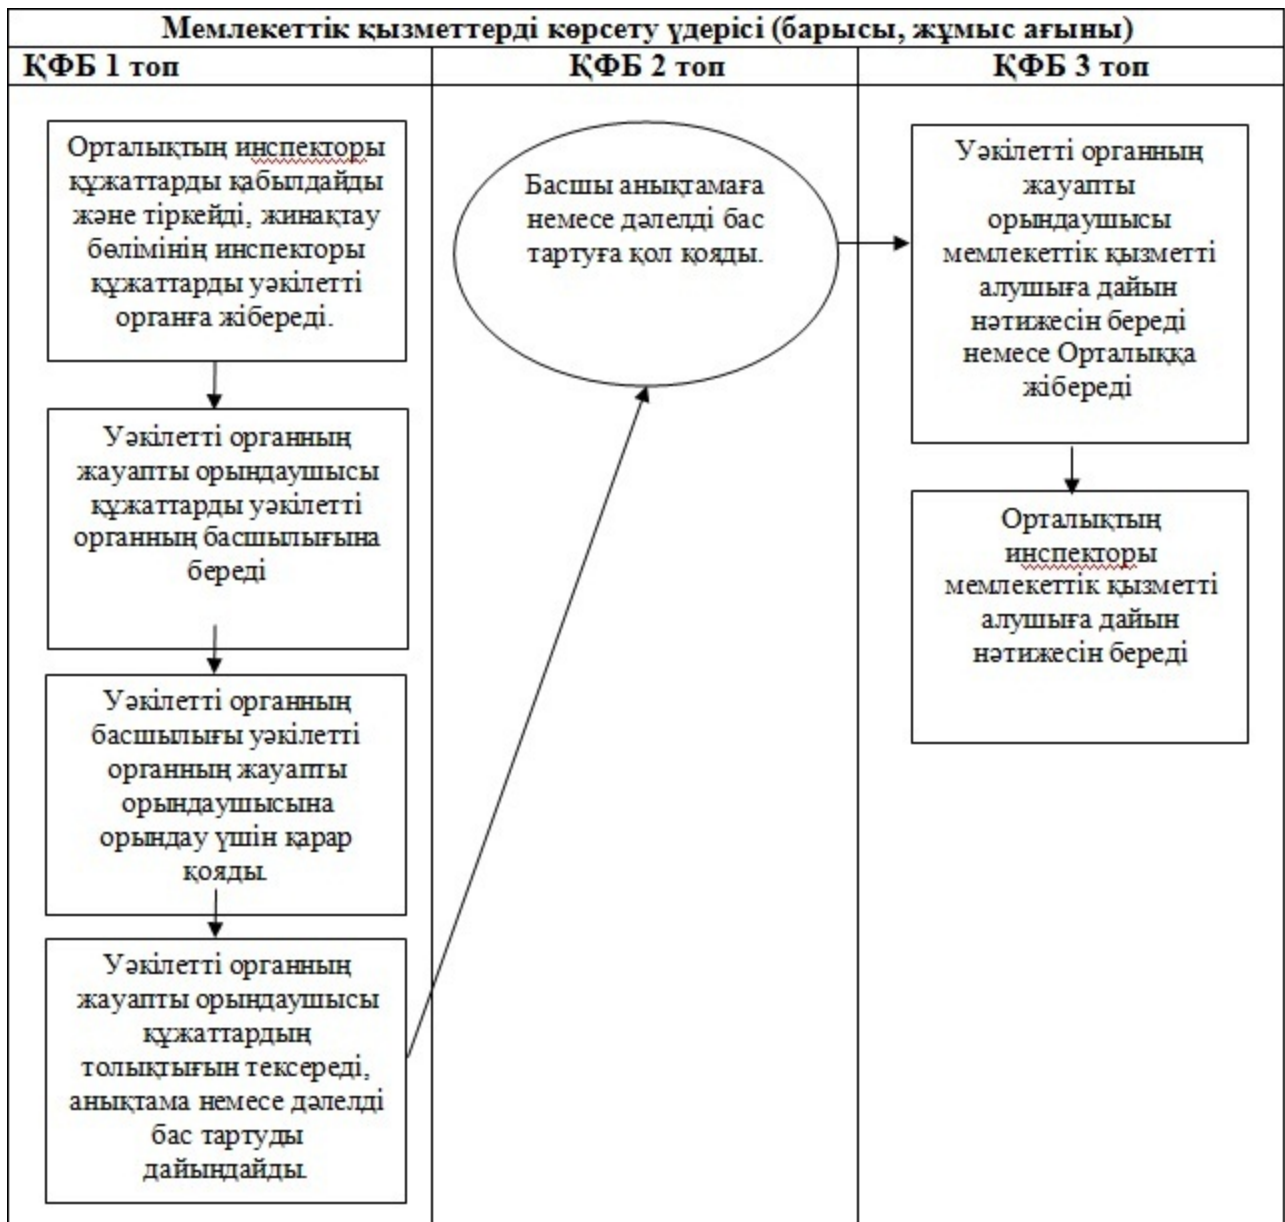 Мемлекеттік қызметтерді көрсету үдерісі (барысы, жұмыс ағыны)
ҚФБ 1 топ
ҚФБ 2 топ
ҚФБ 3 топ
Орталықтың инспекторы
құжаттарды қабылдайды
және тіркейді, жинақтау
бөлімінің инспекторы
құжаттарды уәкілетті
органға жібереді.
Уәкілетті органның
жауапты орындаушысы
құжаттарды уәкілетті
органның басшылығына
береді
Уәкілетті органның
басшылығы уәкілетті
органның жауапты
орындаушысына
орындау үшін қарар
қояды.
Уәкілетті органның
жауапты орындаушысы
құжаттардың
толықтығын тексереді,
анықтама немесе дәлелді
бас тартуды
дайындайды.
Басшы анықтамаға
немесе дәлелді бас
тартуға қол қояды.
Уәкілетті органның
жауапты
орындаушысы
мемлекеттік қызметті
алушыға дайын
нәтижесін береді
немесе Орталыққа
жібереді
Орталықтың
инспекторы
мемлекеттік қызметті
алушыға дайын
нәтижесін береді